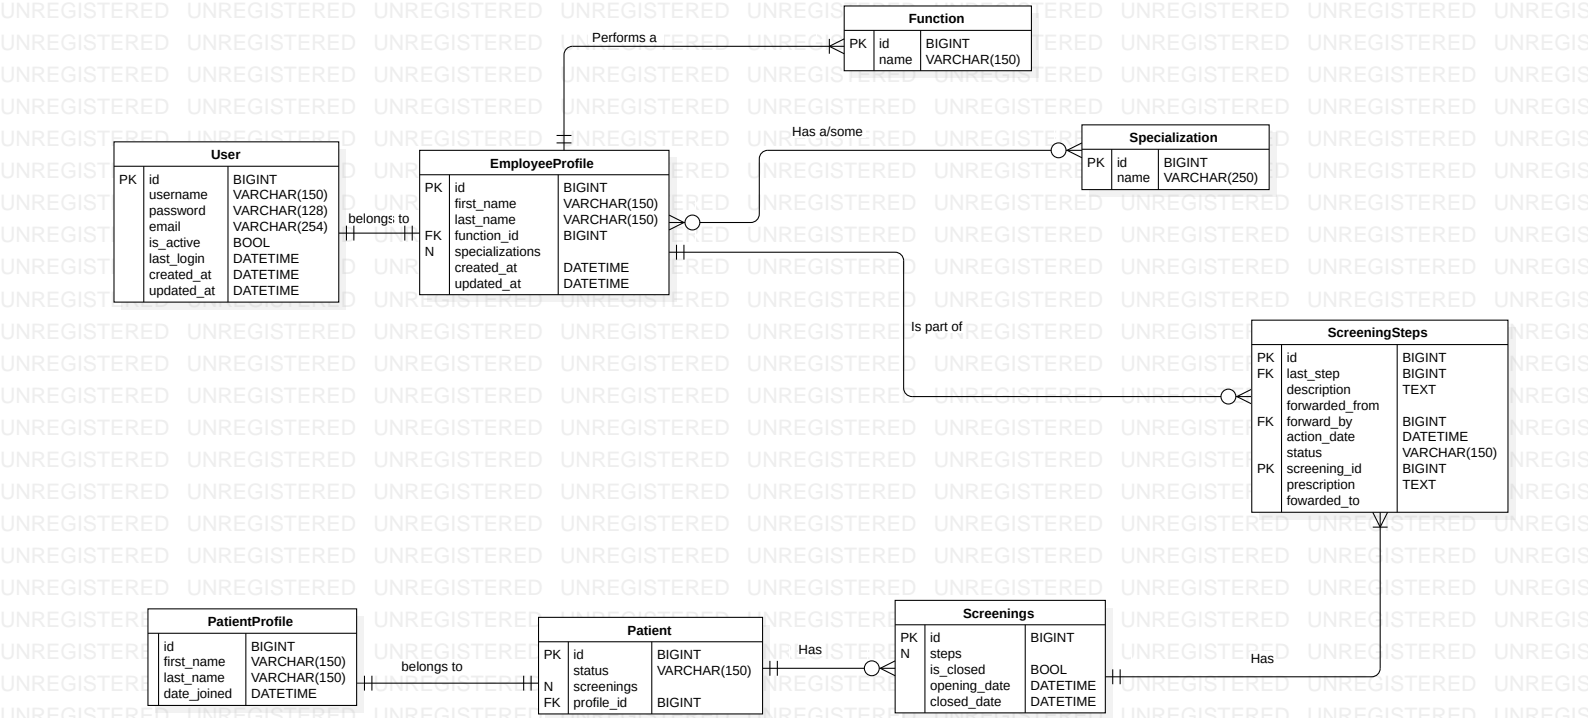 Function
PK id BIGINT
name VARCHAR(150)
Performs a
Has a/some
Specialization
PK id BIGINT
name VARCHAR(250)
User
PK id BIGINT
username VARCHAR(150)
password VARCHAR(128)
email VARCHAR(254)
is_active BOOL
last_login DATETIME
created_at DATETIME
updated_at DATETIME
belongs to
EmployeeProfile
PK id BIGINT
first_name VARCHAR(150)
last_name VARCHAR(150)
FK function_id BIGINT
N specializations
created_at DATETIME
updated_at DATETIME
Is part of
ScreeningSteps
PK id BIGINT
FK last_step BIGINT
description TEXT
forwarded_from
FK forward_by BIGINT
action_date DATETIME
status VARCHAR(150)
PK screening_id BIGINT
prescription TEXT
fowarded_to
PatientProfile
id BIGINT
first_name VARCHAR(150)
last_name VARCHAR(150)
date_joined DATETIME
belongs to
Patient
PK id BIGINT
status VARCHAR(150)
N screenings
FK profile_id BIGINT
Has
Screenings
PK id BIGINT
N steps
is_closed BOOL
opening_date DATETIME
closed_date DATETIME
Has
UNREGISTERED